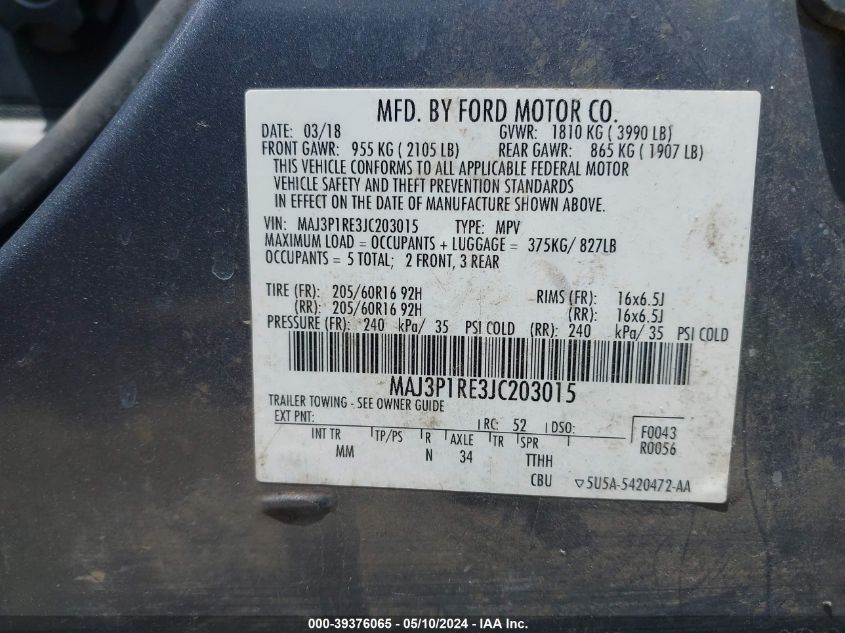 MFD. BY FORD MOTOR CO.
DATE: 03/18 GVWR: 1810 KG ( 3990 LB)
FRONT GAWR: 955 KG ( 2105 LB) REAR GAWR: 865 KG ( 1907 LB)
THIS VEHICLE CONFORMS TO ALL APPLICABLE FEDERAL MOTOR
VEHICLE SAFETY AND THEFT PREVENTION STANDARDS
IN EFFECT ON THE DATE OF MANUFACTURE SHOWN ABOVE.
VIN: MAJ3P1RE3JC203015 TYPE: MPV
MAXIMUM LOAD = OCCUPANTS + LUGGAGE = 375KG/ 827LB
OCCUPANTS = 5 TOTAL; 2 FRONT, 3 REAR
TIRE (FR): 205/60R16 92H RIMS (FR): 16x6.5J
(RR): 205/60R16 92H (RR): 16x6.5J
PRESSURE (FR): 240 kPa/ 35 PSI COLD (RR): 240 kPa/ 35 PSI COLD
MAJ3P1RE3JC203015
TRAILER TOWING - SEE OWNER GUIDE
EXT PNT: RC: 52 DSO: F0043
INT TR TP/PS R AXLE TR SPR R0056
MM N 34 TTHH
CBU 5U5A-5420472-AA
000-39376065 - 05/10/2024 - IAA Inc.